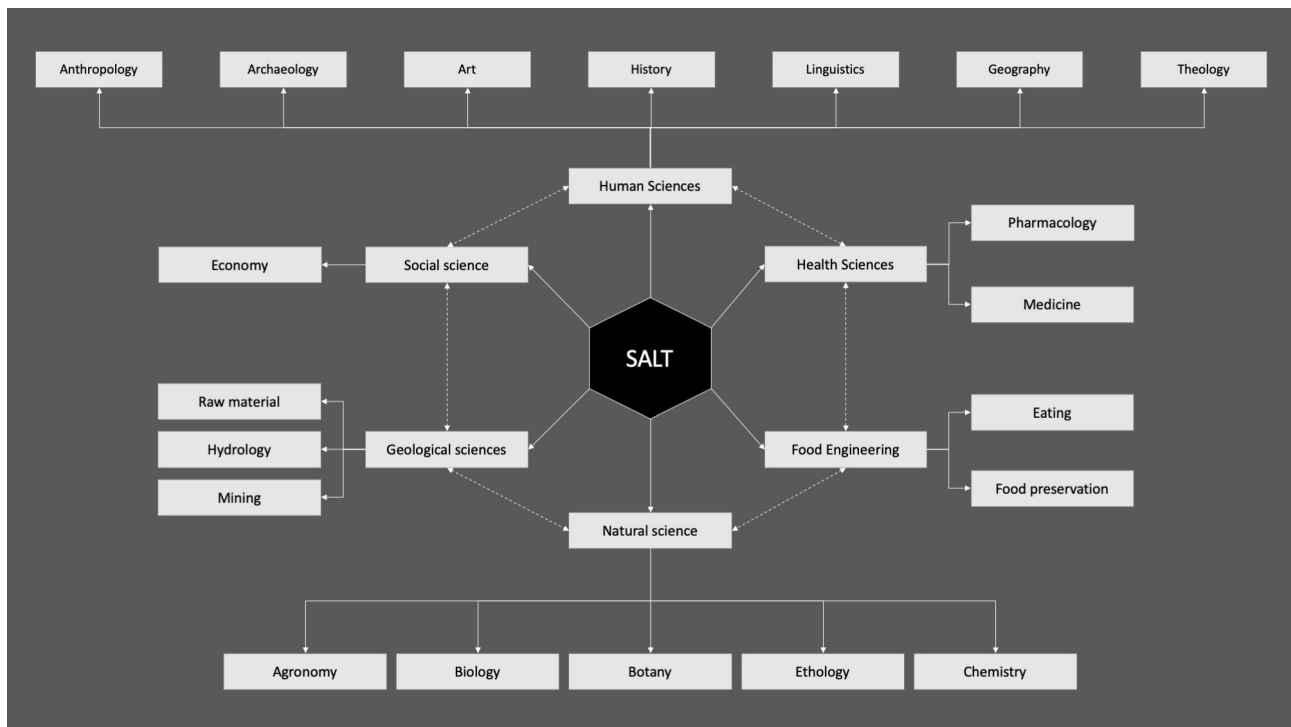 Anthropology
Archaeology
Art
History
Linguistics
Geography
Theology
Human Sciences
Pharmacology
Economy
Social science
Health Sciences
Medicine
SALT
Raw material
Eating
Hydrology
Geological sciences
Food Engineering
Mining
Food preservation
Natural science
Agronomy
Biology
Botany
Ethology
Chemistry